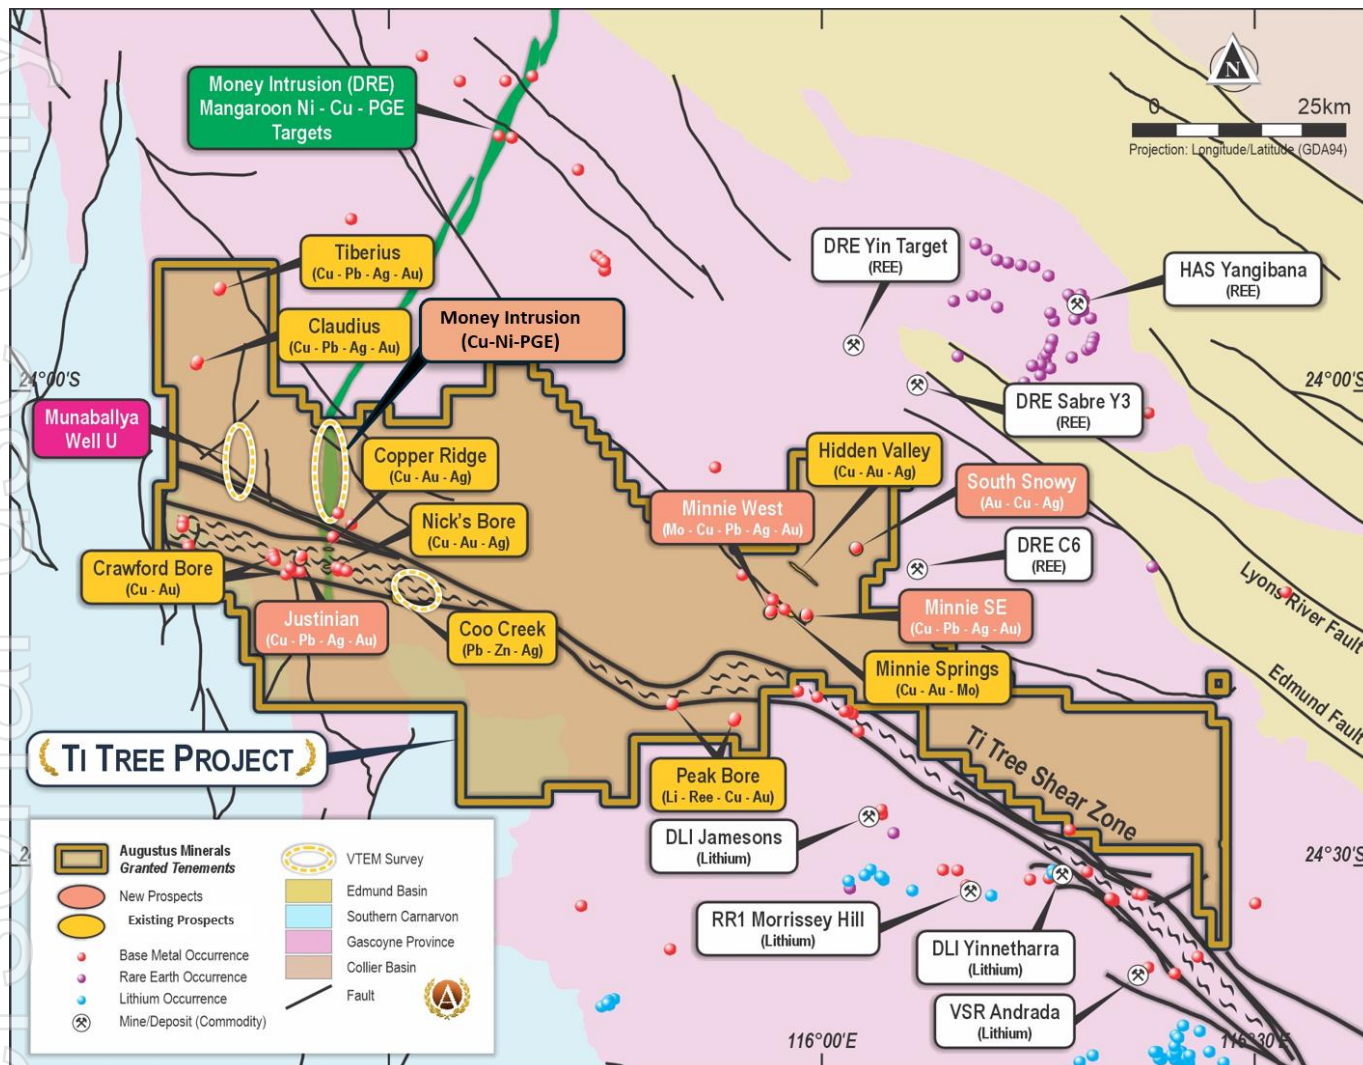 N
0 25km
Projection: Longitude/Latitude (GDA94)
Money Intrusion (DRE)
Mangaroon Ni - Cu - PGE
Targets
Tiberius
(Cu - Pb - Ag - Au)
DRE Yin Target
(REE)
HAS Yangibana
(REE)
Claudius
(Cu - Pb - Ag - Au)
Money Intrusion
(Cu-Ni-PGE)
24°00'S
24°00'S
DRE Sabre Y3
(REE)
Munaballya
Well U
Copper Ridge
(Cu - Au - Ag)
Hidden Valley
(Cu - Au - Ag)
South Snowy
(Au - Cu - Ag)
Minnie West
(Mo - Cu - Pb - Ag - Au)
Nick's Bore
(Cu - Au - Ag)
DRE C6
(REE)
Crawford Bore
(Cu - Au)
Lyons River Fault
Justinian
(Cu - Pb - Ag - Au)
Coo Creek
(Pb - Zn - Ag)
Minnie SE
(Cu - Pb - Ag - Au)
Minnie Springs
(Cu - Au - Mo)
Edmund Fault
TI TREE PROJECT
Peak Bore
(Li - Ree - Cu - Au)
Ti Tree Shear Zone
DLI Jamesons
(Lithium)
24°30'S
RR1 Morrissey Hill
(Lithium)
DLI Yinnetharra
(Lithium)
VSR Andrada
(Lithium)
116°00'E
116°30'E
Augustus Minerals
Granted Tenements
New Prospects
Existing Prospects
Base Metal Occurrence
Rare Earth Occurrence
Lithium Occurrence
Mine/Deposit (Commodity)
VTEM Survey
Edmund Basin
Southern Carnarvon
Gascoyne Province
Collier Basin
Fault
A